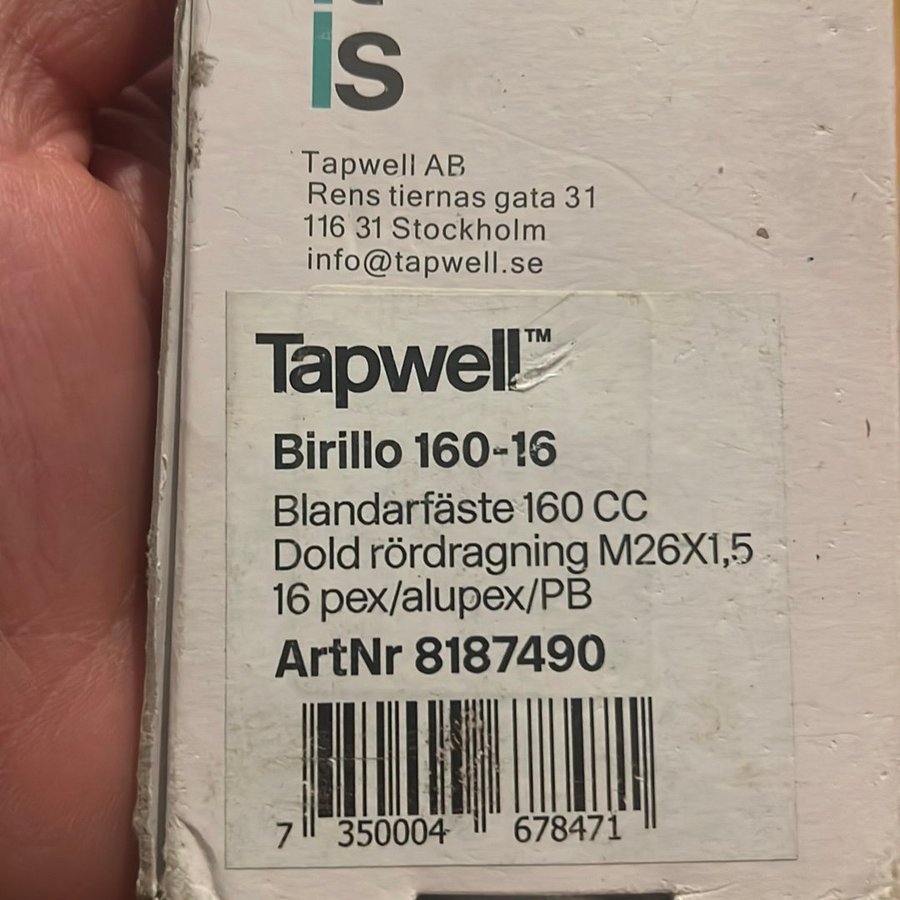 is
Tapwell AB
Rens tiernas gata 31
116 31 Stockholm
info@tapwell.se
Tapwell™
Birillo 160-16
Blandarfäste 160 CC
Dold rördragning M26X1,5
16 pex/alupex/PB
ArtNr 8187490
7 350004 678471